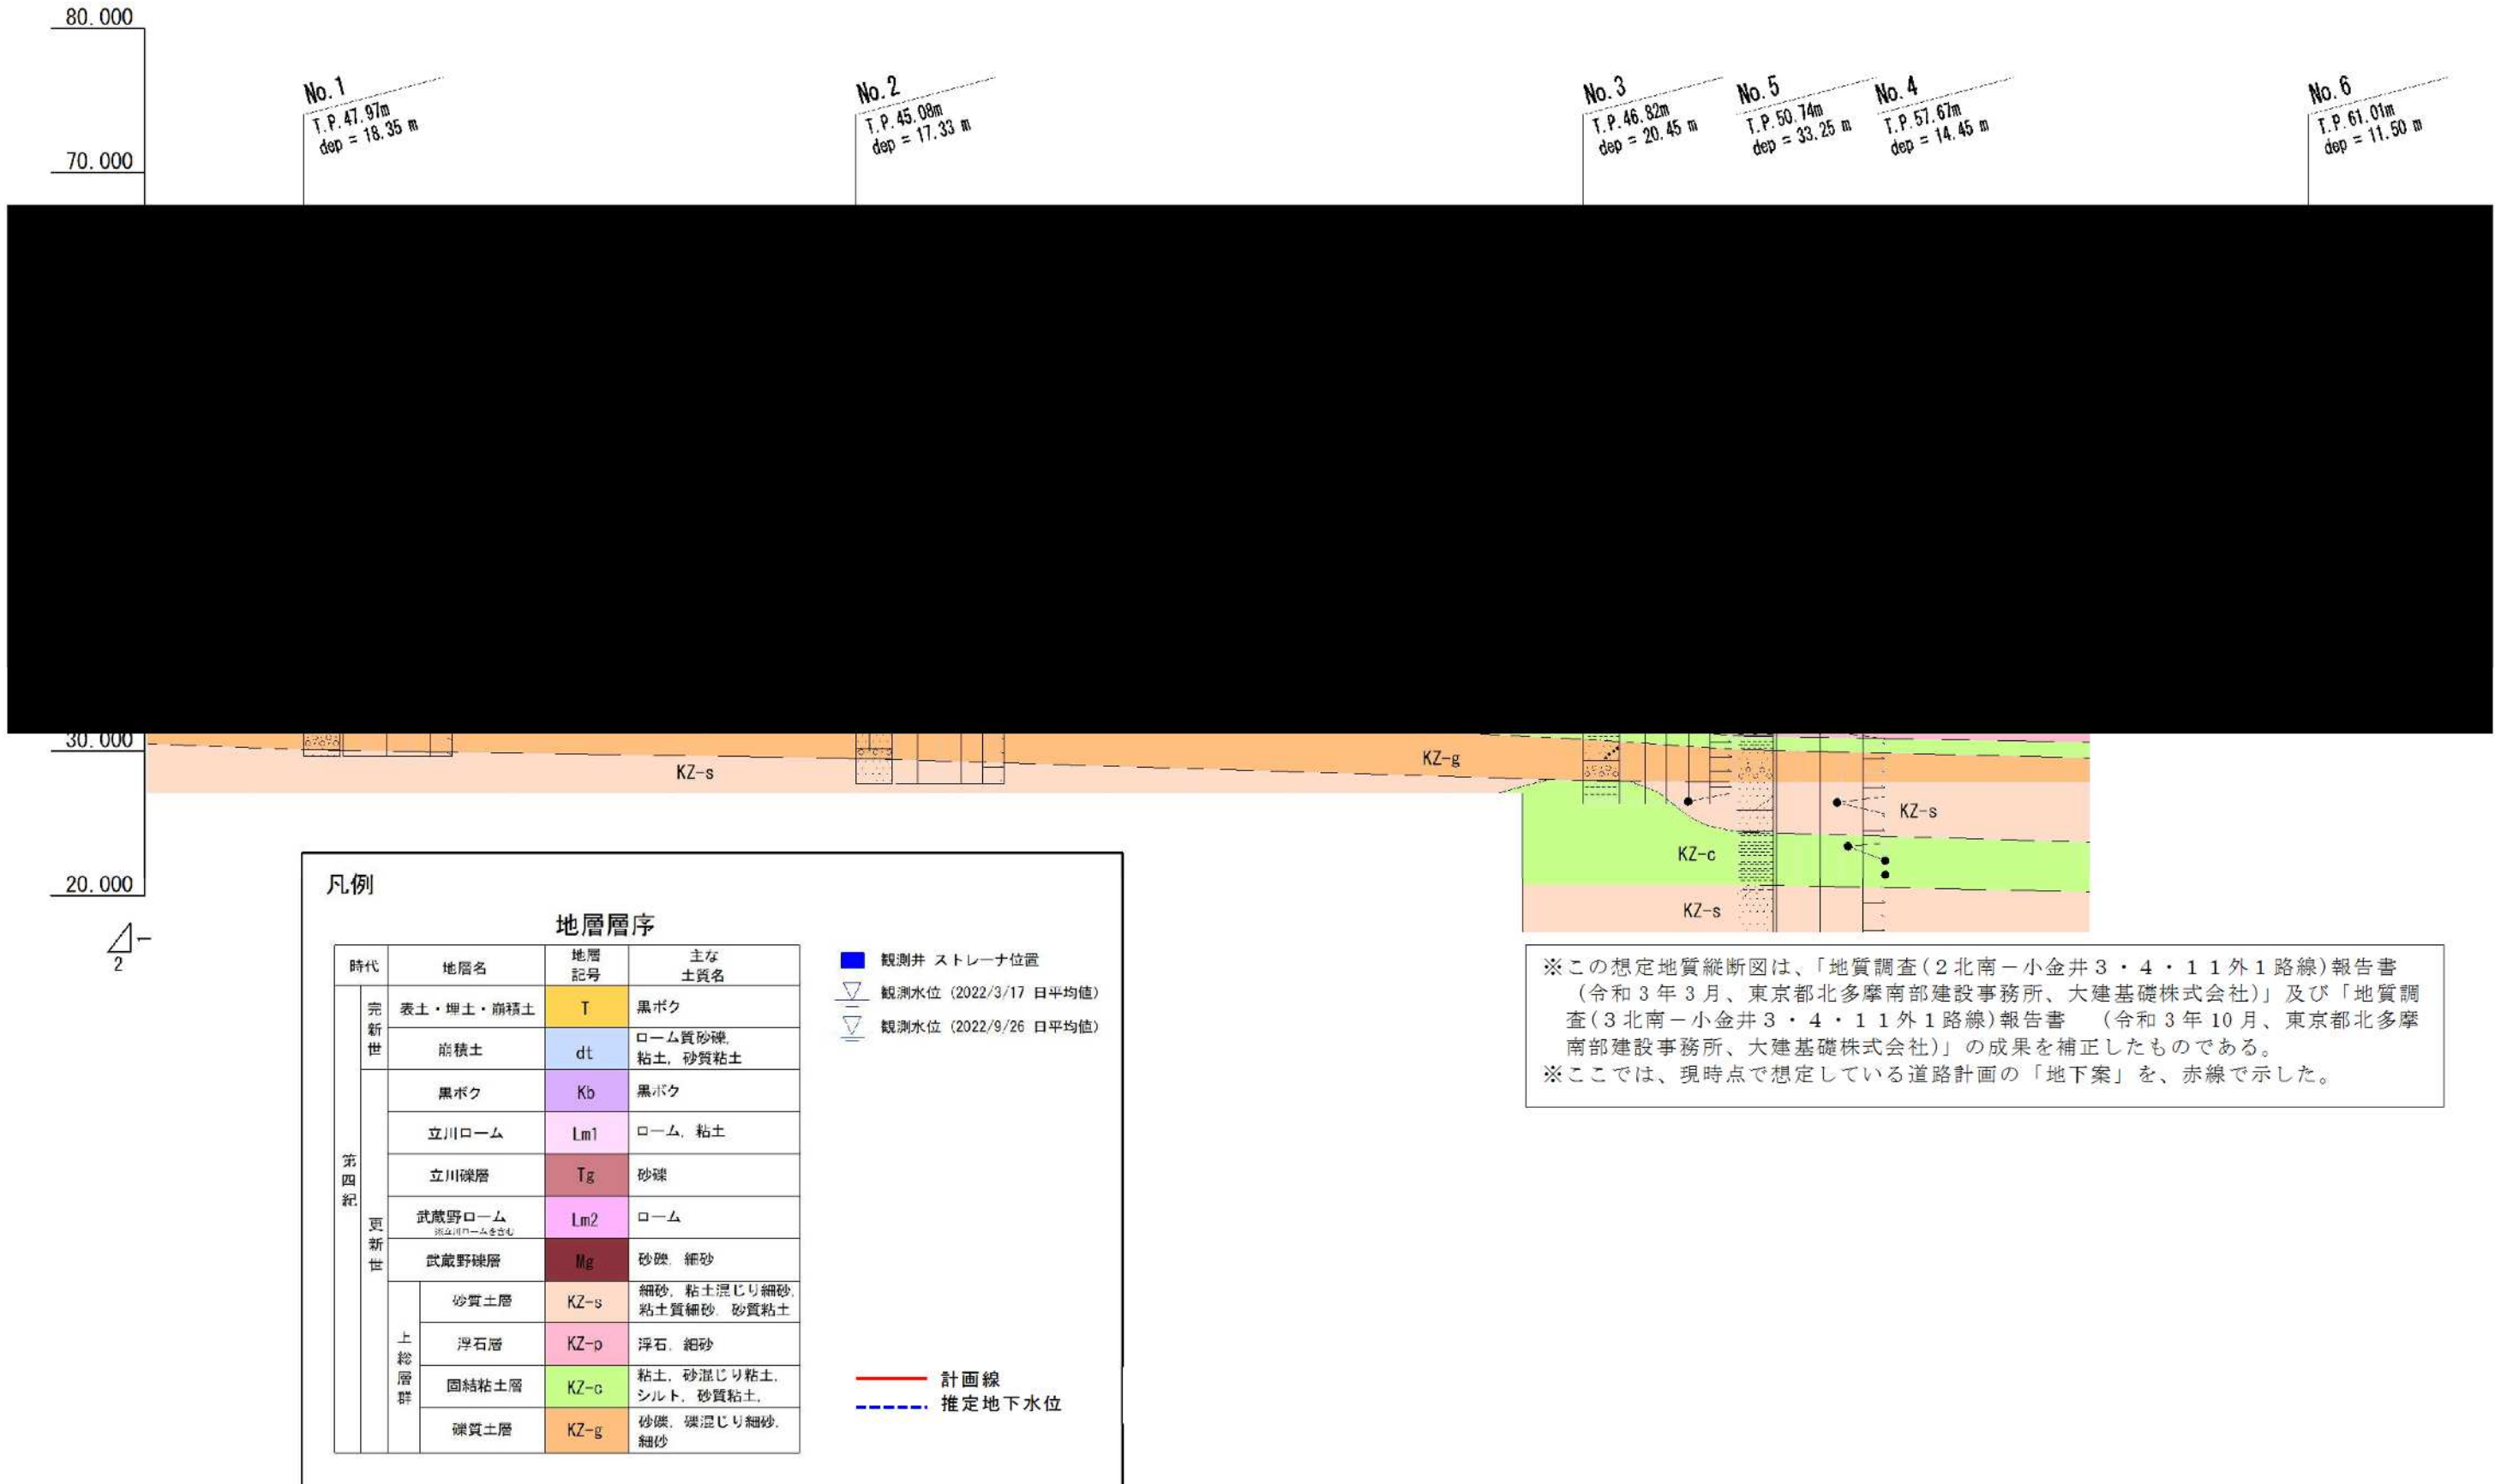 80.000
70.000
30.000
20.000
1
2
No.1
T.P.47.97m
dep = 18.35 m
No.2
T.P.45.08m
dep = 17.33 m
No.3
T.P.46.82m
dep = 20.45 m
No.5
T.P.50.74m
dep = 33.25 m
No.4
T.P.57.67m
dep = 14.45 m
No.6
T.P.61.01m
dep = 11.50 m
KZ-s
KZ-g
KZ-s
KZ-c
KZ-s
凡例
地層層序
時代 地層名 地層記号 主な土質名
第四紀
完新世
表土・埋土・崩積土 T 黒ボク
崩積土 dt ローム質砂礫,
粘土, 砂質粘土
更新世
黒ボク Kb 黒ボク
立川ローム Lm1 ローム, 粘土
立川礫層 Tg 砂礫
武蔵野ローム Lm2 ローム
※立川ロームを含む
武蔵野礫層 Mg 砂礫, 細砂
上総層群
砂質土層 KZ-s 細砂, 粘土混じり細砂,
粘土質細砂, 砂質粘土
浮石層 KZ-p 浮石, 細砂
固結粘土層 KZ-c 粘土, 砂混じり粘土,
シルト, 砂質粘土,
礫質土層 KZ-g 砂礫, 礫混じり細砂,
細砂
観測井 ストレーナ位置
観測水位 (2022/3/17 日平均値)
観測水位 (2022/9/26 日平均値)
計画線
推定地下水位
※この想定地質縦断図は、「地質調査(2北南－小金井3・4・11外1路線)報告書
(令和3年3月、東京都北多摩南部建設事務所、大建基礎株式会社)」及び「地質調
査(3北南－小金井3・4・11外1路線)報告書　(令和3年10月、東京都北多摩
南部建設事務所、大建基礎株式会社)」の成果を補正したものである。
※ここでは、現時点で想定している道路計画の「地下案」を、赤線で示した。